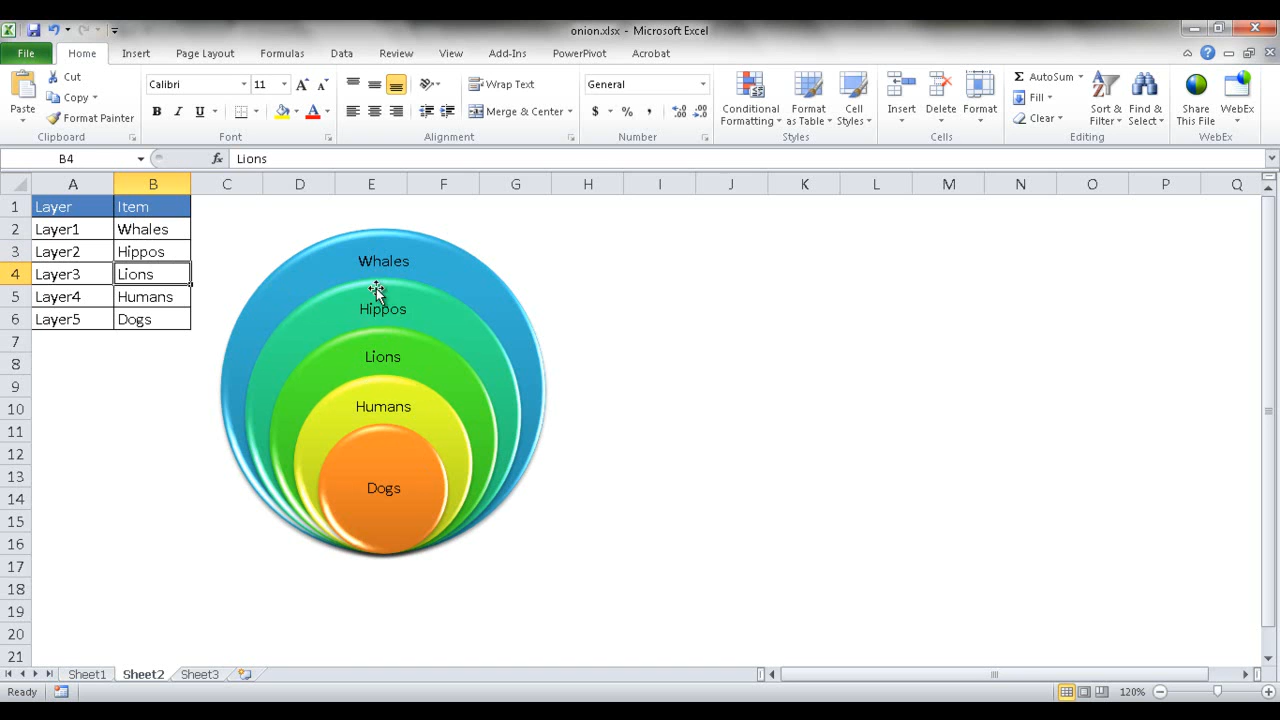 onion.xlsx - Microsoft Excel
File Home Insert Page Layout Formulas Data Review View Add-Ins PowerPivot Acrobat
Paste
Cut
Copy
Format Painter
Clipboard
Calibri 11
B I U
Font
Wrap Text
Merge & Center
Alignment
General
$ % ,
Number
Conditional Formatting
Format as Table
Cell Styles
Styles
Insert
Delete
Format
Cells
AutoSum
Fill
Clear
Sort & Filter
Find & Select
Editing
Share This File
WebEx
WebEx
B4 fx Lions
A B C D E F G H I J K L M N O P Q
1 Layer Item
2 Layer1 Whales
3 Layer2 Hippos
4 Layer3 Lions
5 Layer4 Humans
6 Layer5 Dogs
7
8
9
10
11
12
13
14
15
16
17
18
19
20
21
Whales
Hippos
Lions
Humans
Dogs
Sheet1 Sheet2 Sheet3
Ready 120%